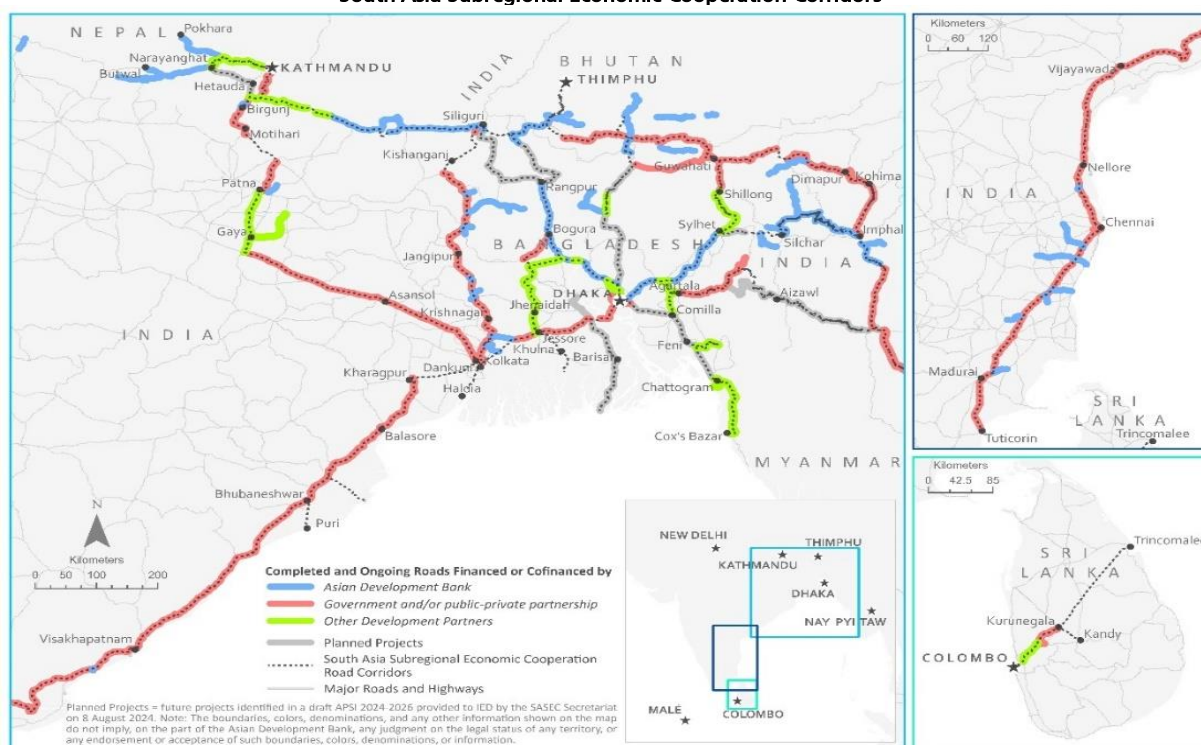 South Asia Subregional Economic Cooperation Corridors
NEPAL
Pokhara
Narayanghat
Butwal
KATHMANDU
Hetauda
Birgunj
Motihari
INDIA
BHUTAN
THIMPHU
Siliguri
Kishanganj
Patna
Gaya
Rangpur
Guwahati
Dimapur
Kohima
Shillong
Sylhet
Silchar
Imphal
Bogura
BANGLADESH
INDIA
Jangipur
DHAKA
Agartala
Aizawl
Asansol
Krishnagar
Jhenaidah
Comilla
INDIA
Jessore
Khulna
Barisal
Feni
Dankuni
Kolkata
Kharagpur
Haldia
Chattogram
Balasore
Cox's Bazar
MYANMAR
Bhubaneshwar
Puri
N
Kilometers
0 50 100 200
Visakhapatnam
Completed and Ongoing Roads Financed or Cofinanced by
Asian Development Bank
Government and/or public-private partnership
Other Development Partners
Planned Projects
South Asia Subregional Economic Cooperation
Road Corridors
Major Roads and Highways
Planned Projects = future projects identified in a draft APSI 2024-2026 provided to IED by the SASEC Secretariat
on 8 August 2024. Note: The boundaries, colors, denominations, and any other information shown on the map
do not imply, on the part of the Asian Development Bank, any judgment on the legal status of any territory, or
any endorsement or acceptance of such boundaries, colors, denominations, or information.
NEW DELHI
THIMPHU
KATHMANDU
DHAKA
NAY PYI TAW
COLOMBO
MALE
Kilometers
0 60 120
Vijayawada
Nellore
INDIA
Chennai
Madurai
SRI
LANKA
Trincomalee
Tuticorin
Kilometers
0 42.5 85
Trincomalee
SRI
LANKA
Kurunegala
Kandy
COLOMBO